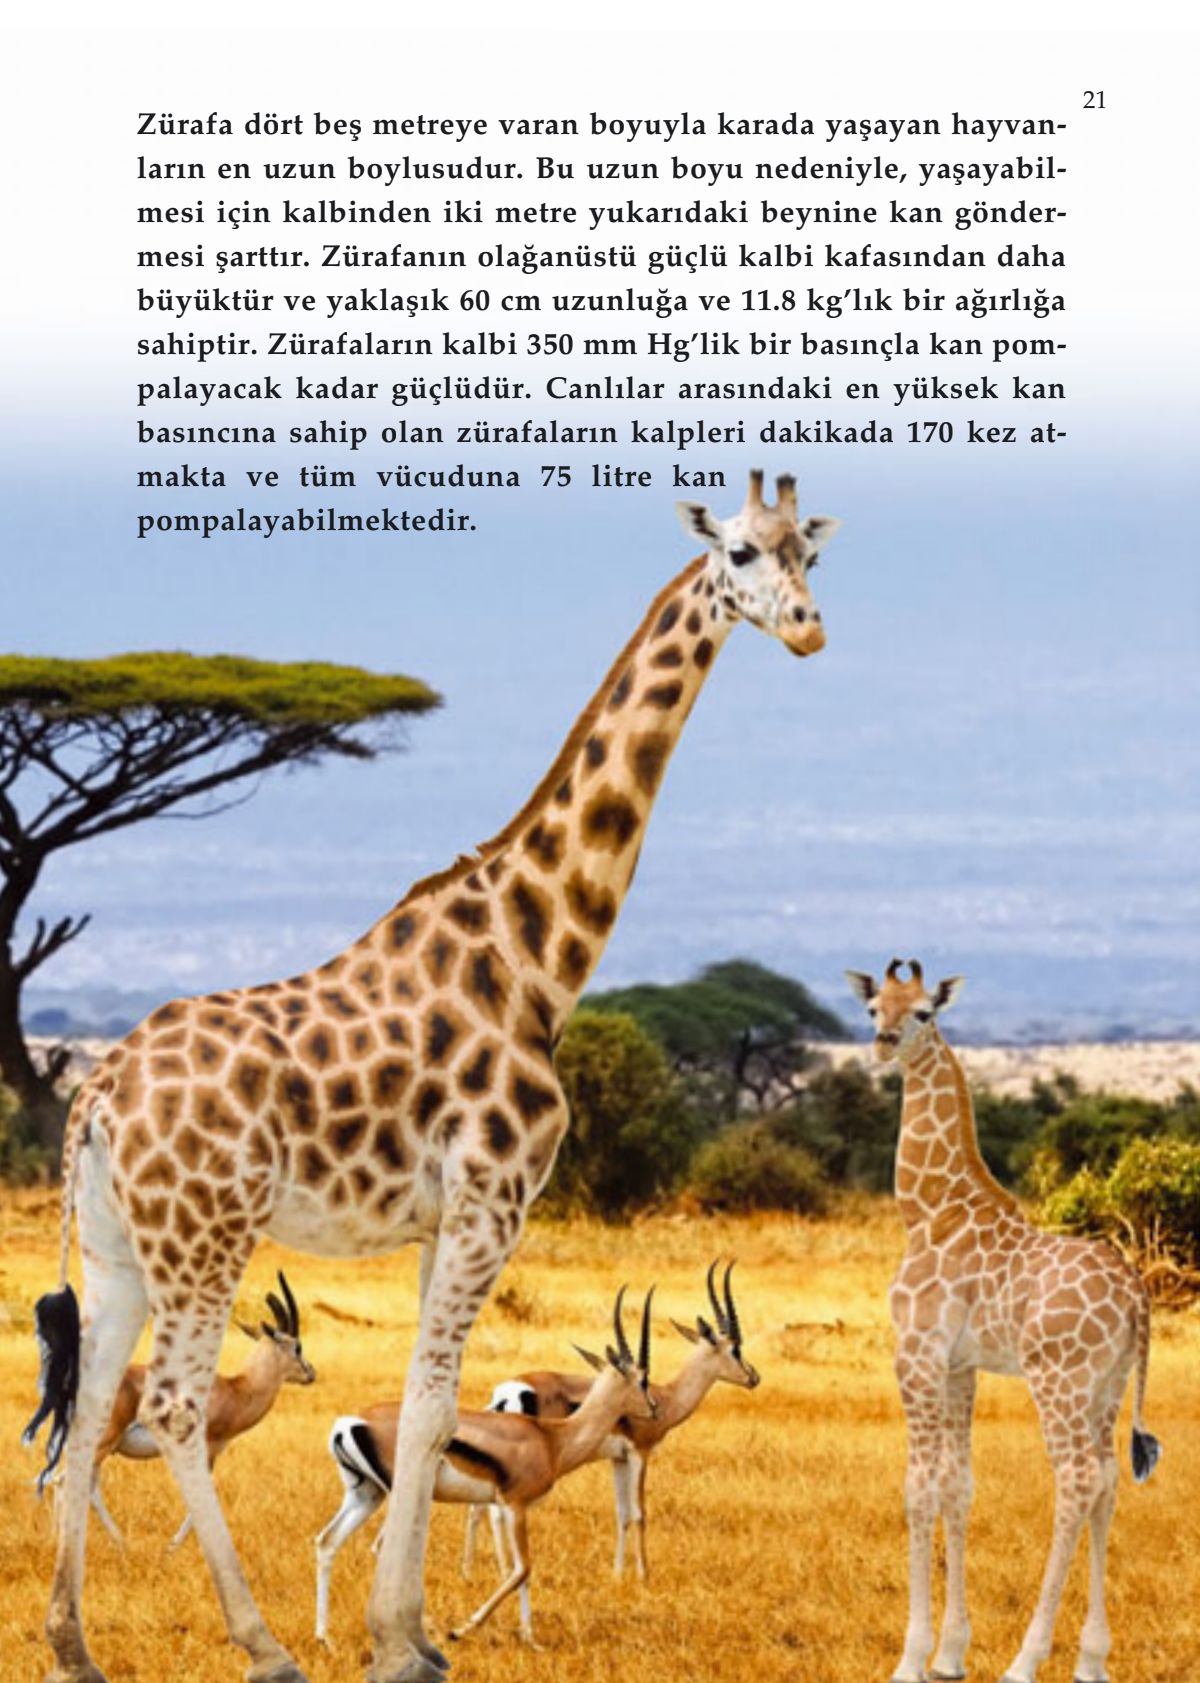 21
Zürafa dört beş metreye varan boyuyla karada yaşayan hayvan-
ların en uzun boylusudur. Bu uzun boyu nedeniyle, yaşayabil-
mesi için kalbinden iki metre yukarıdaki beynine kan gönder-
mesi şarttır. Zürafanın olağanüstü güçlü kalbi kafasından daha
büyüktür ve yaklaşık 60 cm uzunluğa ve 11.8 kg’lık bir ağırlığa
sahiptir. Zürafaların kalbi 350 mm Hg’lik bir basınçla kan pom-
palayacak kadar güçlüdür. Canlılar arasındaki en yüksek kan
basıncına sahip olan zürafaların kalpleri dakikada 170 kez at-
makta ve tüm vücuduna 75 litre kan
pompalayabilmektedir.